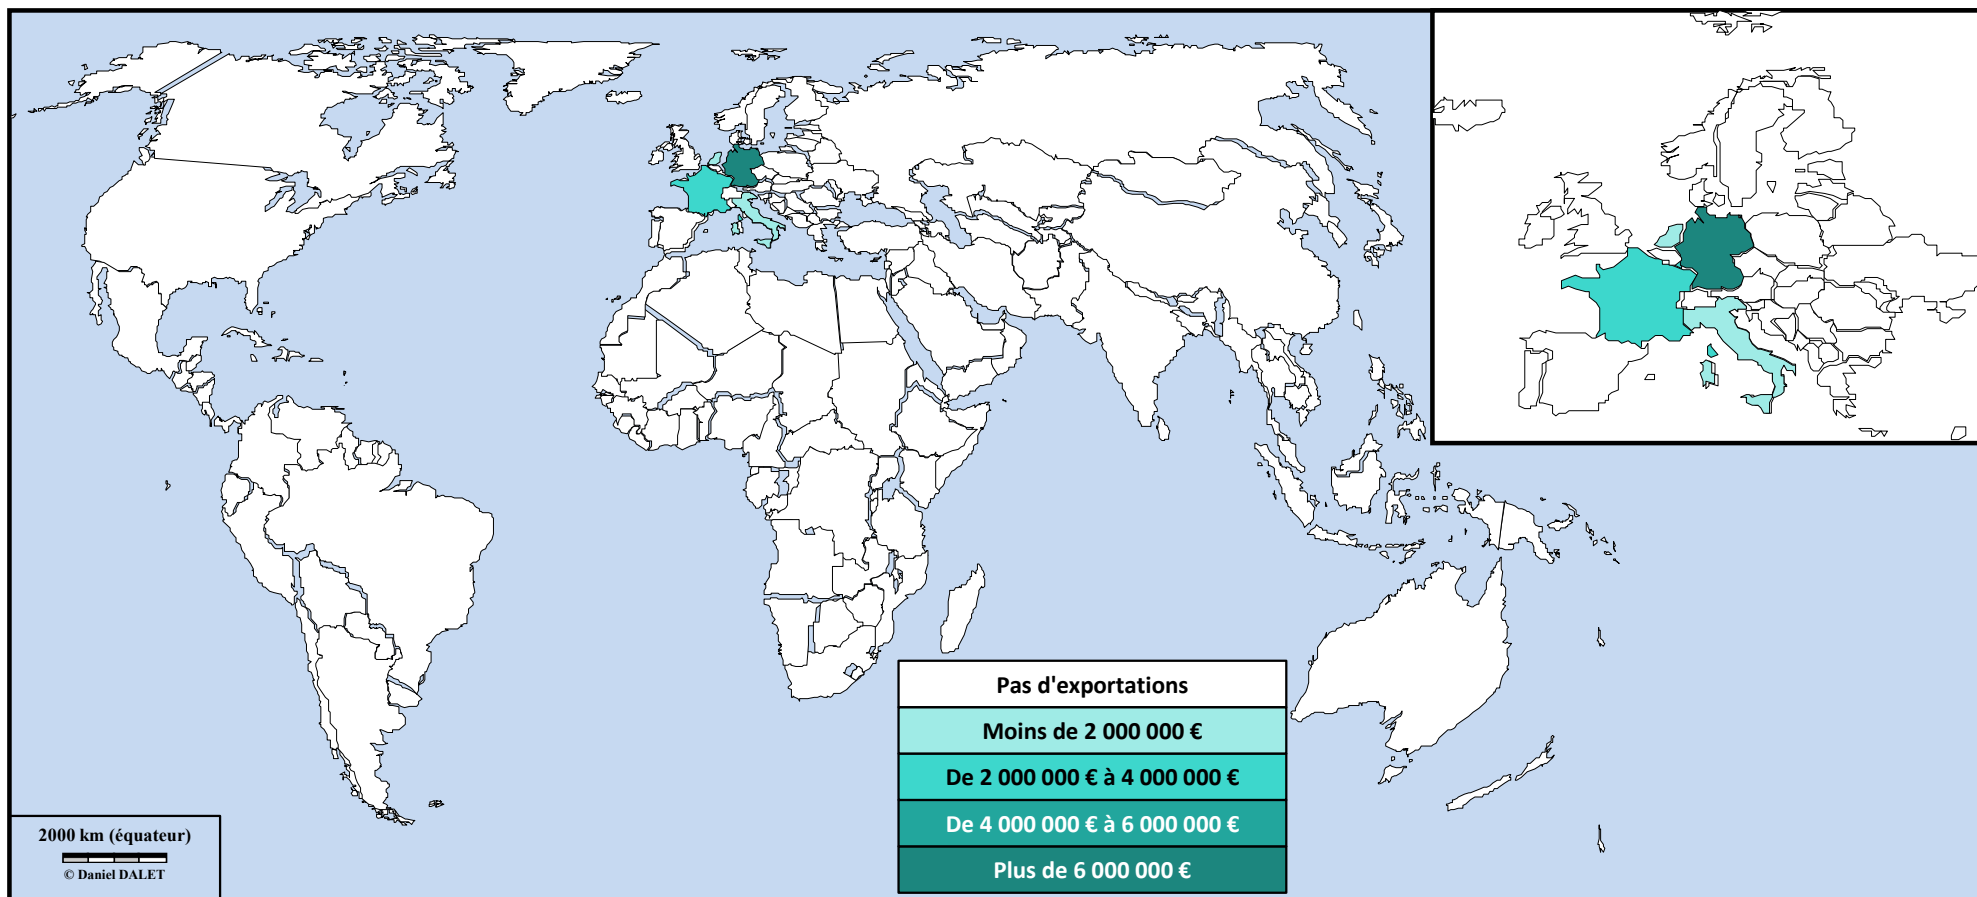 Pas d'exportations
Moins de 2 000 000 €
De 2 000 000 € à 4 000 000 €
De 4 000 000 € à 6 000 000 €
Plus de 6 000 000 €
2000 km (équateur)
© Daniel DALET